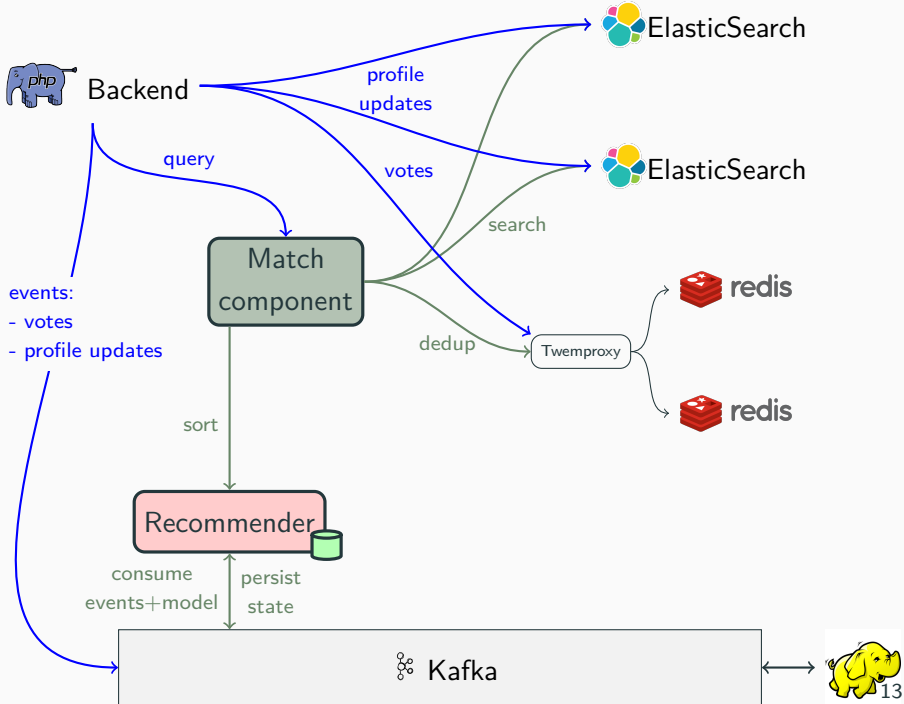 ElasticSearch
php
Backend
profile
updates
query
votes
ElasticSearch
search
Match
component
events:
- votes
- profile updates
redis
dedup
Twemproxy
redis
sort
Recommender
consume
events+model
persist
state
Kafka
13